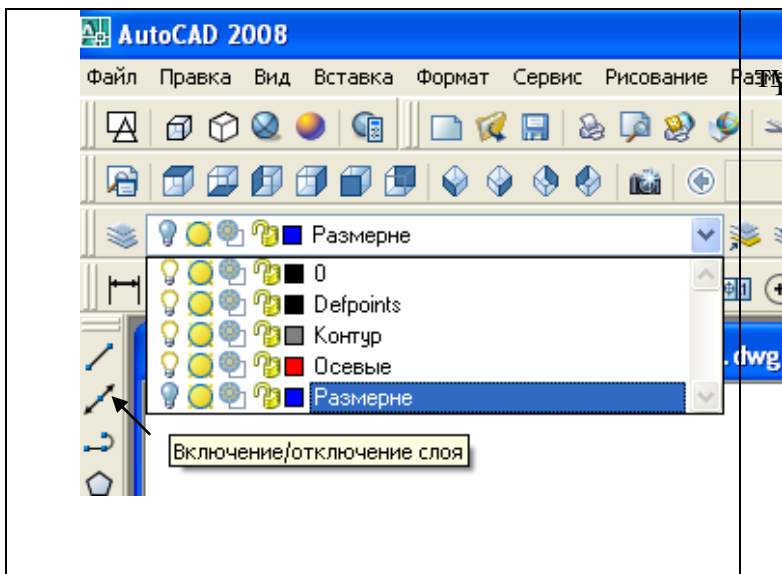 AutoCAD 2008
Файл Правка Вид Вставка Формат Сервис Рисование
Размерне
0
Defpoints
Контур
Осевые
Размерне
.dwg
Включение/отключение слоя